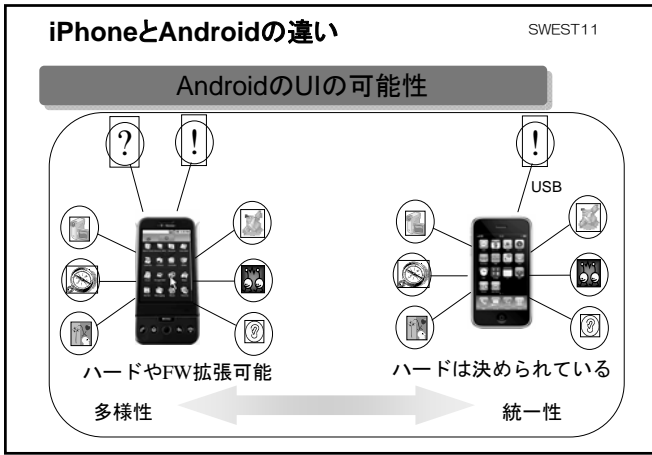 iPhoneとAndroidの違い
SWEST11
AndroidのUIの可能性
?
!
!
USB
ハードやFW拡張可能
ハードは決められている
多様性
統一性